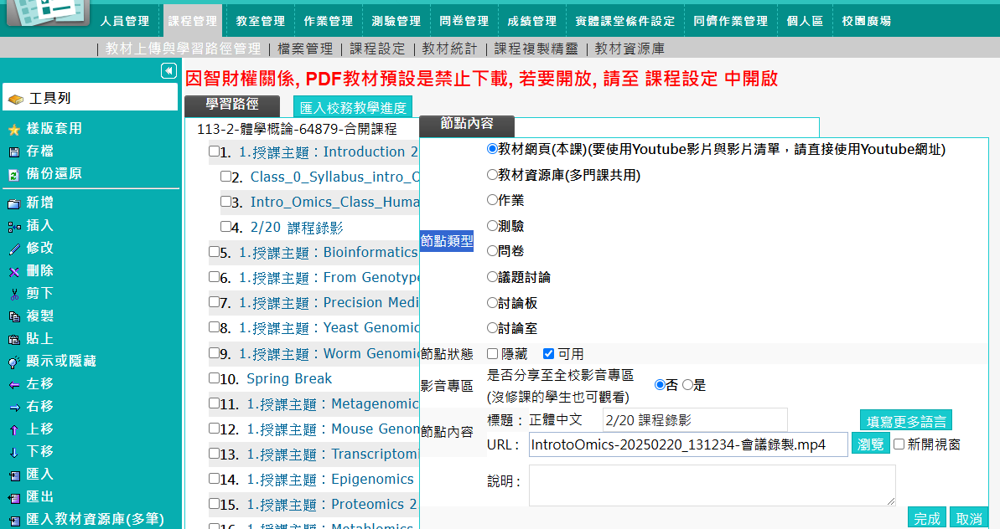 人員管理 課程管理 教室管理 作業管理 測驗管理 問卷管理 成績管理 實體課堂條件設定 同儕作業管理 個人區 校園廣場
| 教材上傳與學習路徑管理 | 檔案管理 | 課程設定 | 教材統計 | 課程複製精靈 | 教材資源庫
因智財權關係, PDF教材預設是禁止下載, 若要開放, 請至 課程設定 中開啟
工具列
樣版套用
存檔
備份還原
新增
插入
修改
刪除
剪下
複製
貼上
顯示或隱藏
左移
右移
上移
下移
匯入
匯出
匯入教材資源庫(多筆)
學習路徑 匯入校務教學進度
113-2-體學概論-64879-合開課程
1. 1.授課主題：Introduction 2
2. Class_0_Syllabus_intro_O
3. Intro_Omics_Class_Huma
4. 2/20 課程錄影
5. 1.授課主題：Bioinformatics
6. 1.授課主題：From Genotype
7. 1.授課主題：Precision Medi
8. 1.授課主題：Yeast Genomic
9. 1.授課主題：Worm Genomic
10. Spring Break
11. 1.授課主題：Metagenomic
12. 1.授課主題：Mouse Genom
13. 1.授課主題：Transcriptomi
14. 1.授課主題：Epigenomics
15. 1.授課主題：Proteomics 2
16. 1.授課主題：Metablomics
節點內容
節點類型
教材網頁(本課)(要使用Youtube影片與影片清單，請直接使用Youtube網址)
教材資源庫(多門課共用)
作業
測驗
問卷
議題討論
討論板
討論室
節點狀態 隱藏 可用
影音專區 是否分享至全校影音專區
(沒修課的學生也可觀看)
否 是
節點內容
標題： 正體中文 2/20 課程錄影 填寫更多語言
URL： IntrotoOmics-20250220_131234-會議錄製.mp4 瀏覽 新開視窗
說明：
完成 取消